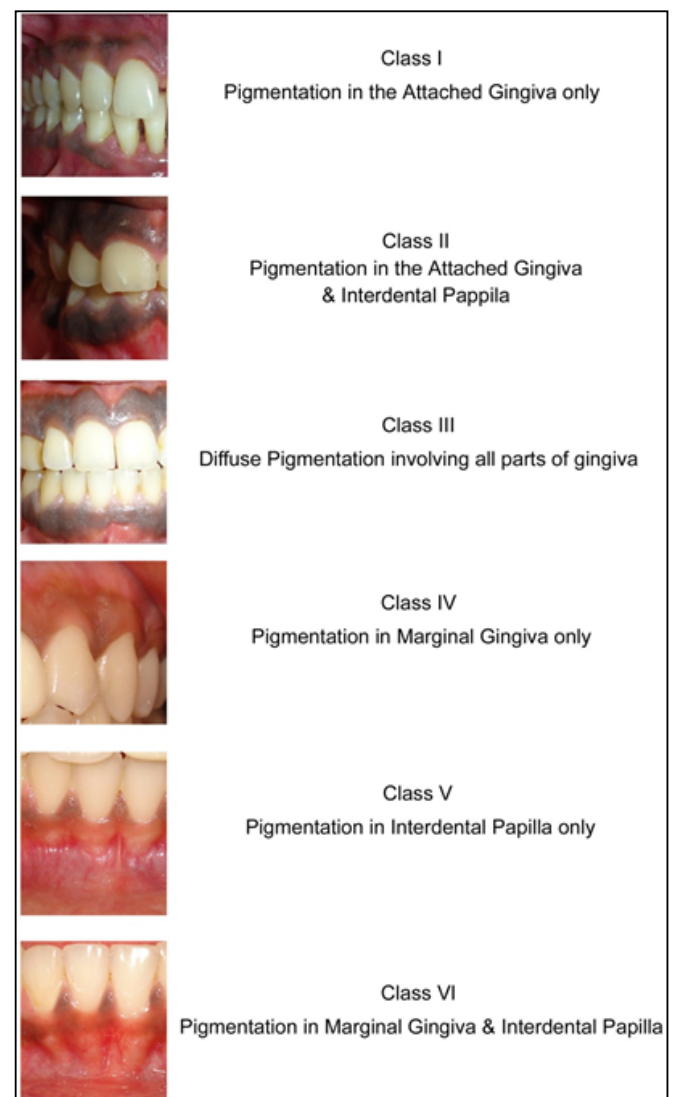 Class I
Pigmentation in the Attached Gingiva only
Class II
Pigmentation in the Attached Gingiva
& Interdental Pappila
Class III
Diffuse Pigmentation involving all parts of gingiva
Class IV
Pigmentation in Marginal Gingiva only
Class V
Pigmentation in Interdental Papilla only
Class VI
Pigmentation in Marginal Gingiva & Interdental Papilla